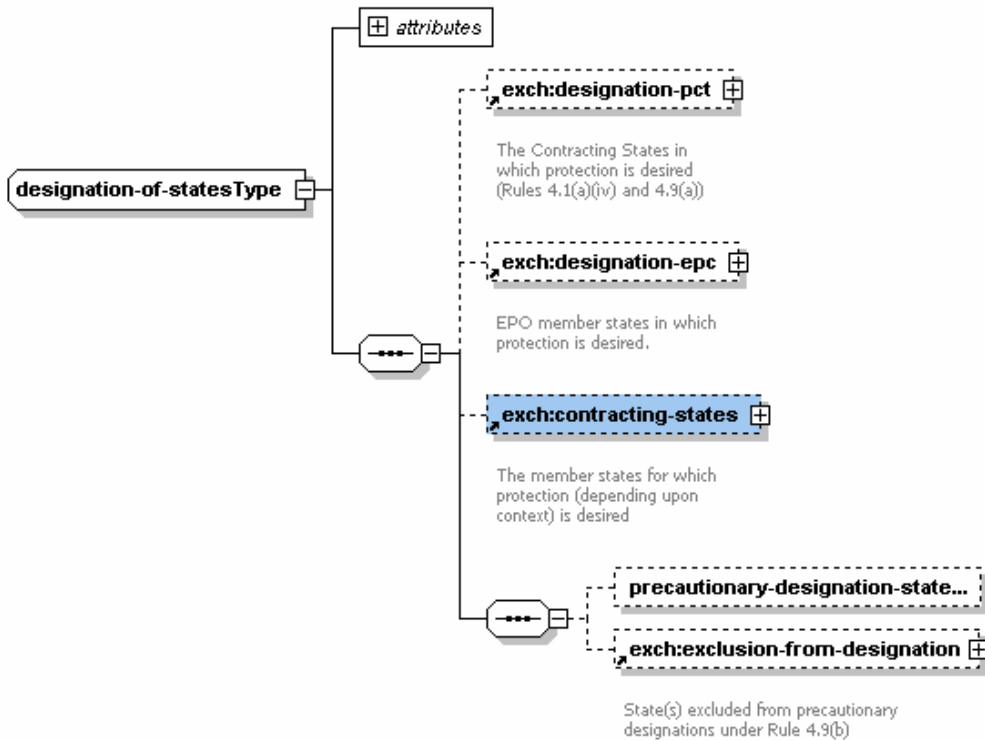 attributes
exch:designation-pct
The Contracting States in
which protection is desired
(Rules 4.1(a)(iv) and 4.9(a))
designation-of-statesType
exch:designation-epc
EPO member states in which
protection is desired.
exch:contracting-states
The member states for which
protection (depending upon
context) is desired
precautionary-designation-state...
exch:exclusion-from-designation
State(s) excluded from precautionary
designations under Rule 4.9(b)